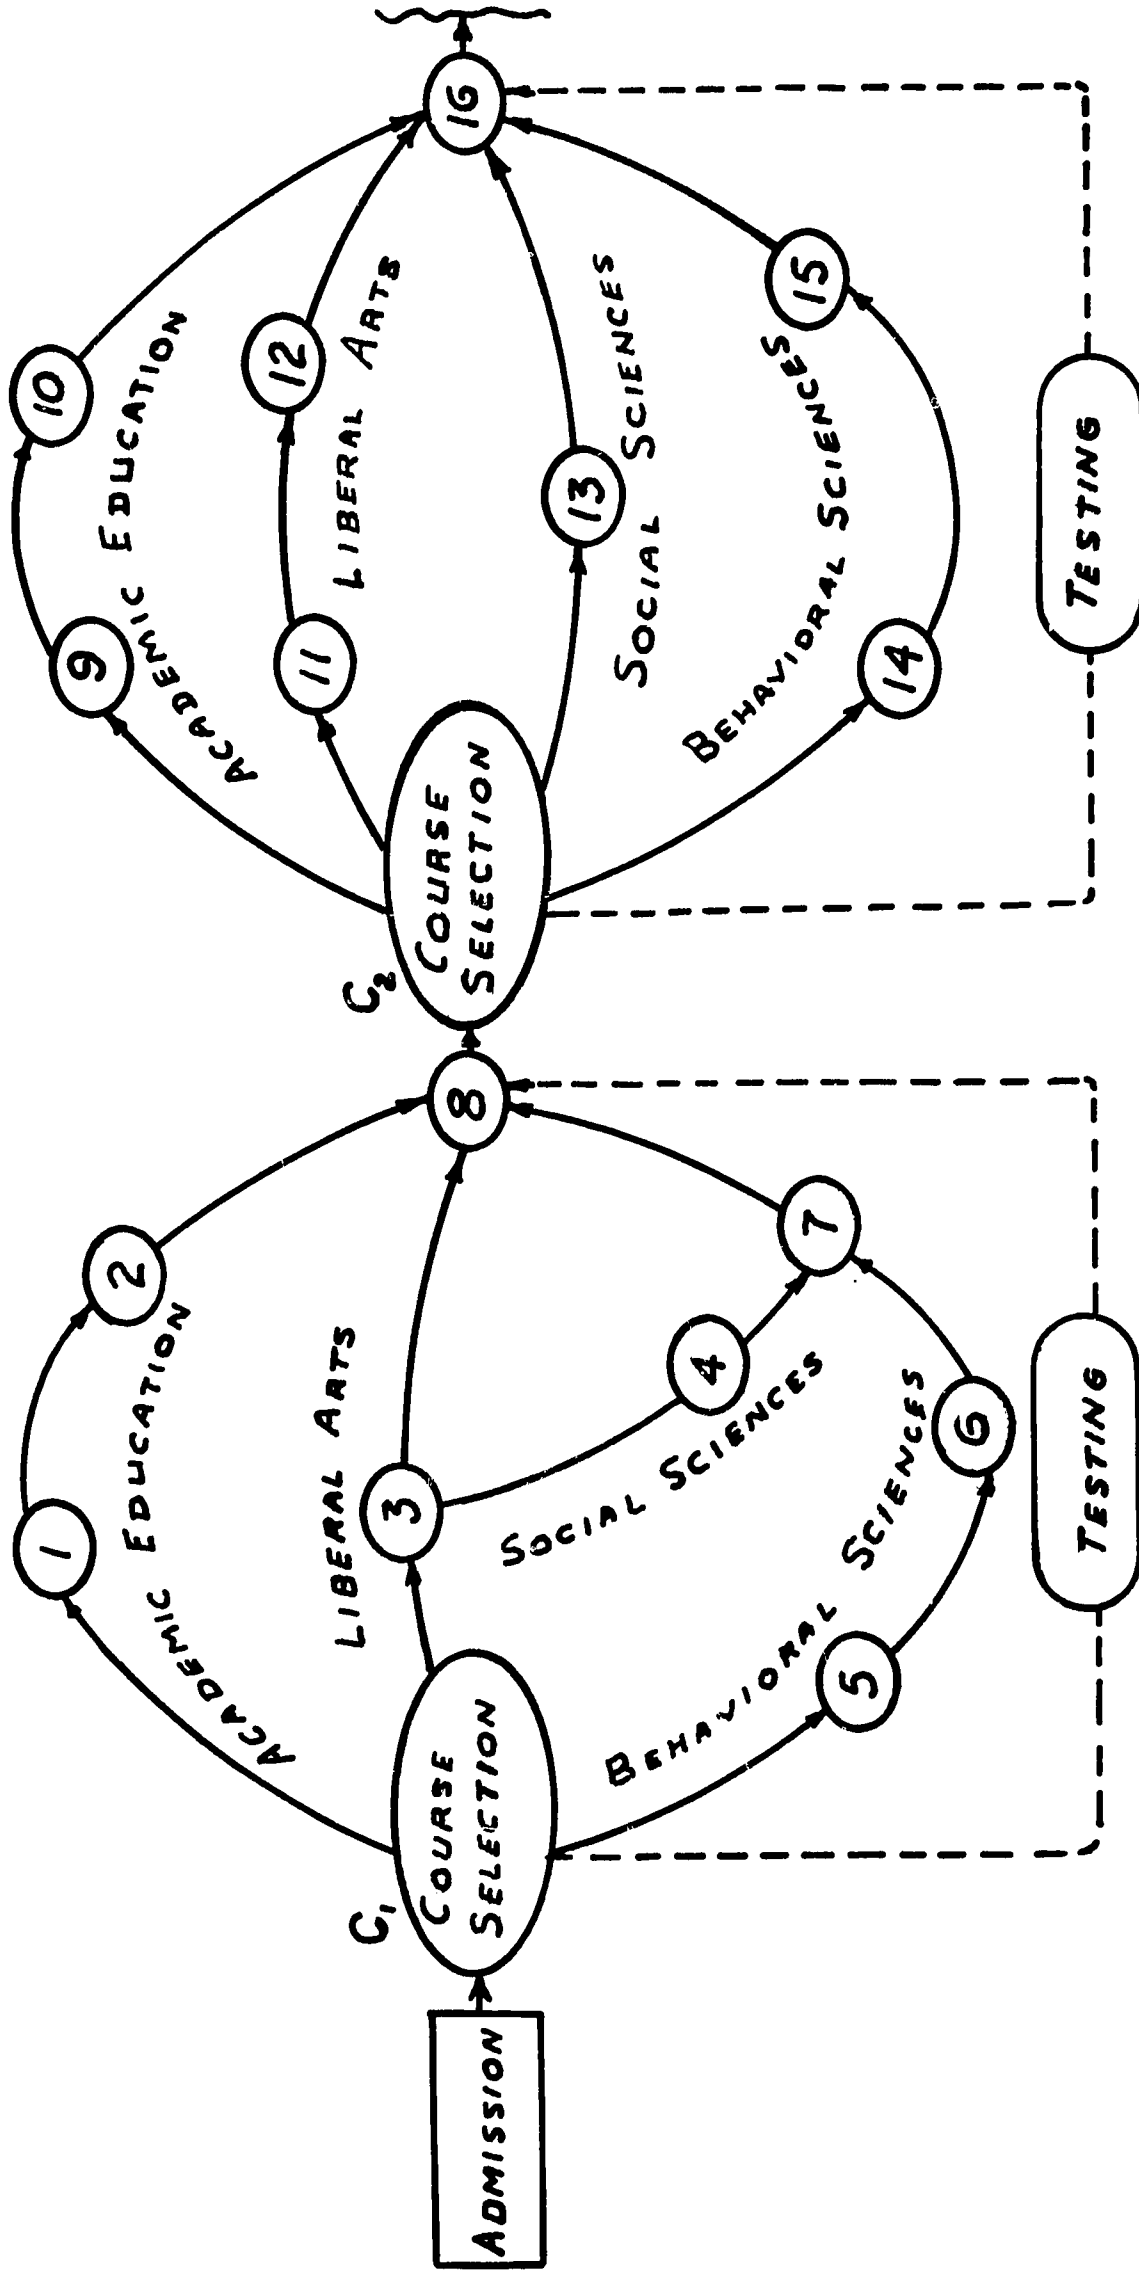 ADMISSION
C1
COURSE
SELECTION
ACADEMIC EDUCATION
1
2
LIBERAL ARTS
3
SOCIAL SCIENCES
4
BEHAVIORAL SCIENCES
5
6
7
8
TESTING
C2
COURSE
SELECTION
ACADEMIC EDUCATION
9
10
LIBERAL ARTS
11
12
SOCIAL SCIENCES
13
BEHAVIORAL SCIENCES
14
15
16
TESTING